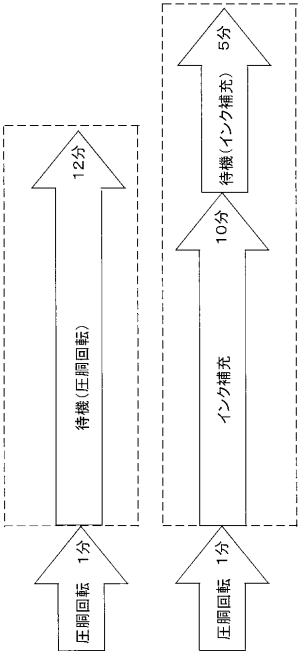 圧胴回転 1分
待機(圧胴回転) 12分
圧胴回転 1分
インク補充 10分
待機(インク補充) 5分